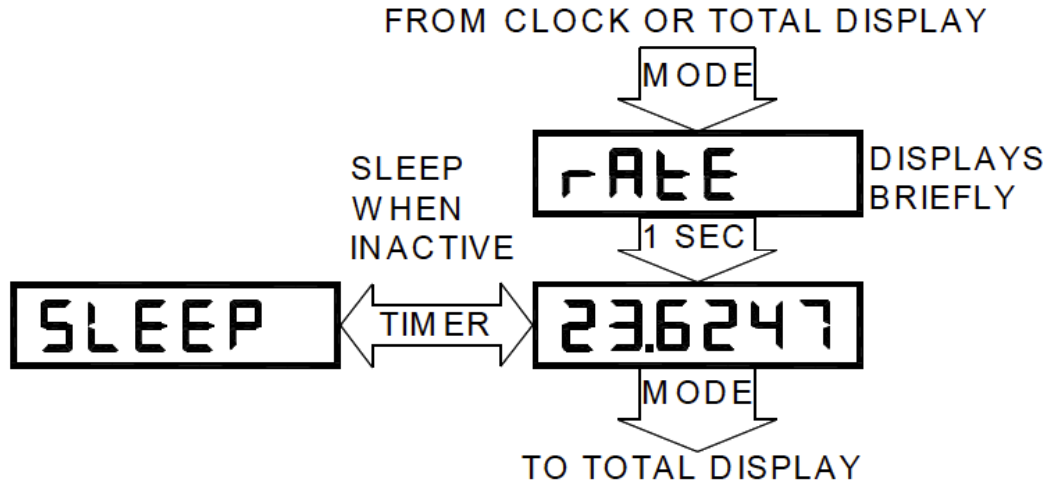 FROM CLOCK OR TOTAL DISPLAY
MODE
rAtE
DISPLAYS
BRIEFLY
SLEEP
WHEN
INACTIVE
1 SEC
SLEEP
TIMER
23.6247
MODE
TO TOTAL DISPLAY